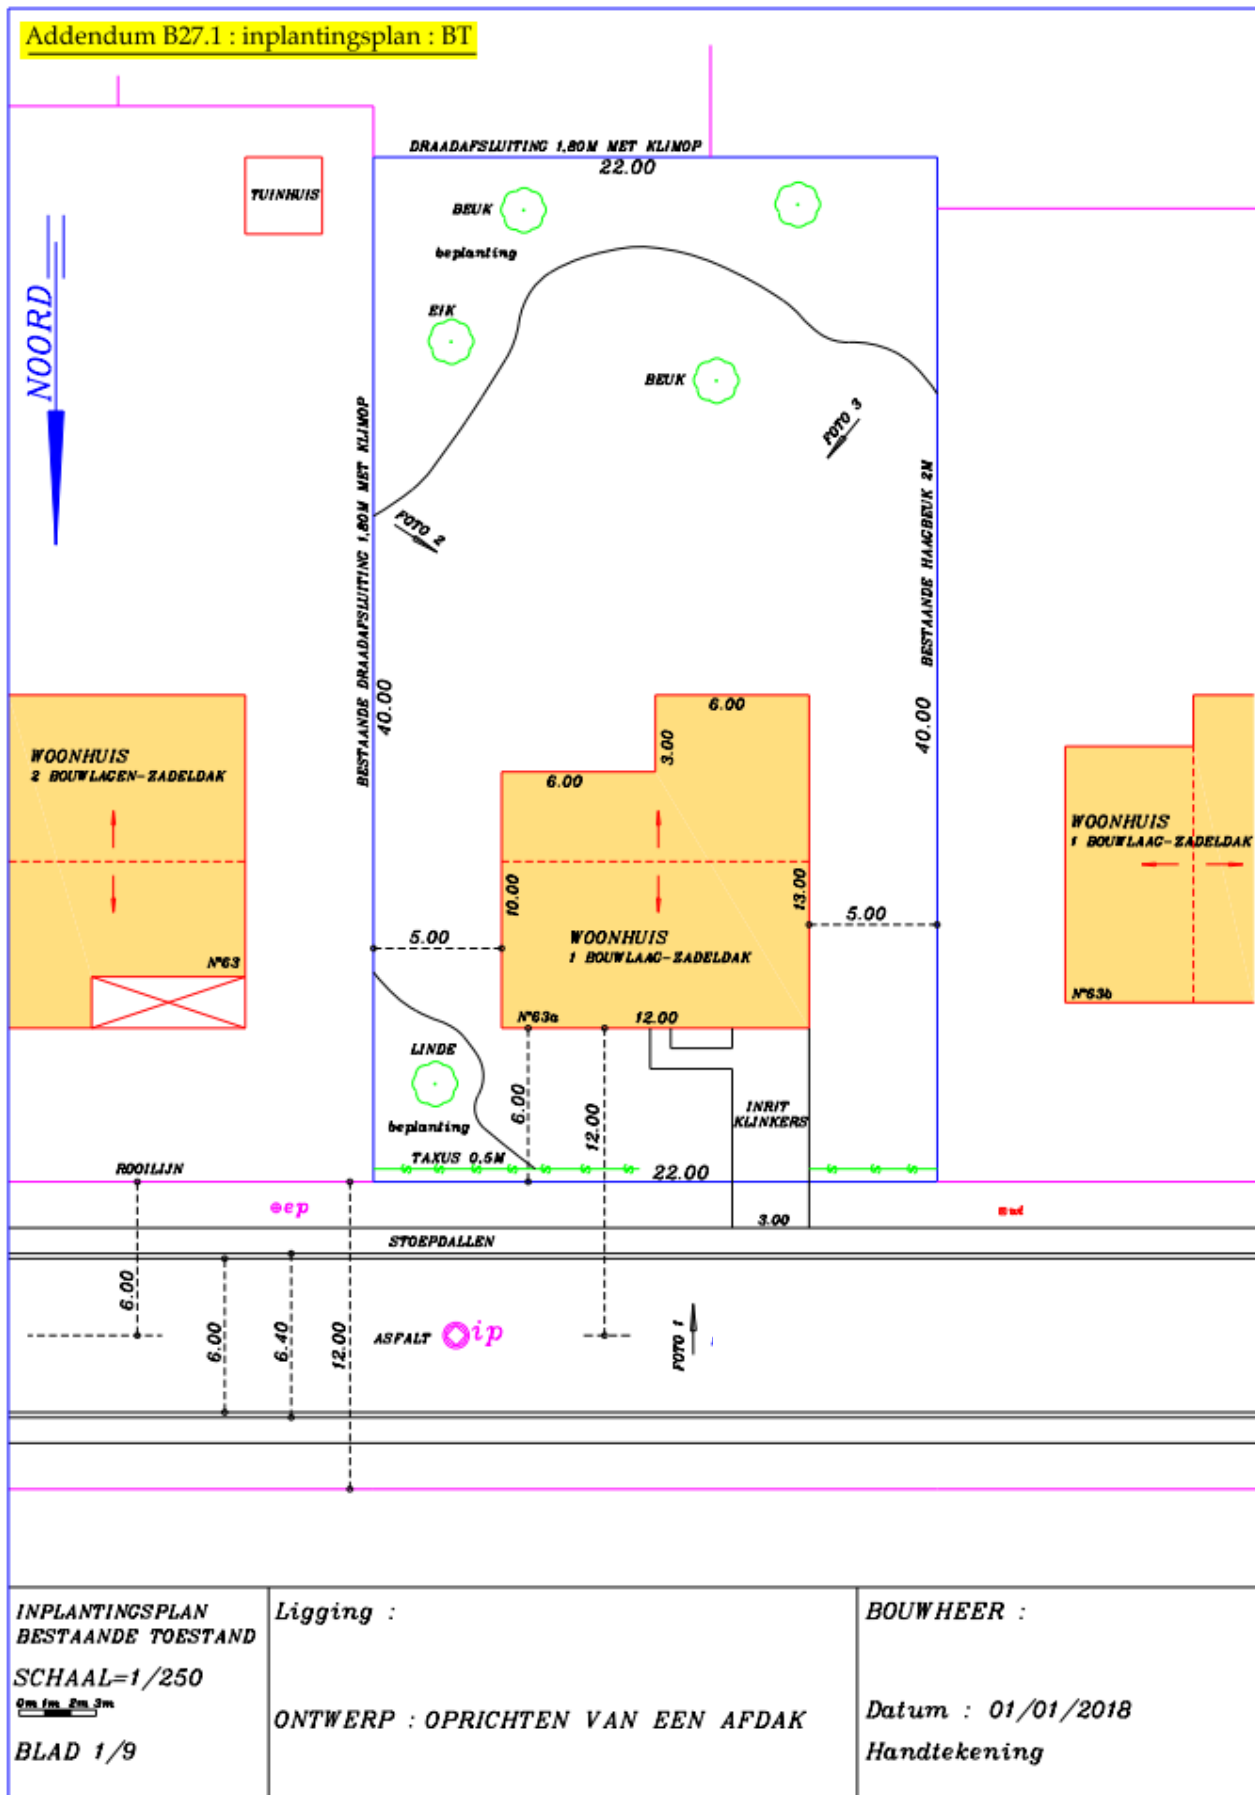 Addendum B27.1 : inplantingsplan : BT
DRAADAFSLUITING 1,80M MET KLIMOP
22.00
TUINHUIS
BEUK
beplanting
NOORD
EIK
BEUK
FOTO 3
BESTAANDE DRAADAFSLUITING 1,80M MET KLIMOP
40.00
FOTO 2
BESTAANDE HAAGBEUK 2M
40.00
6.00
3.00
6.00
WOONHUIS
2 BOUWLAGEN-ZADELDAK
N°63
WOONHUIS
1 BOUWLAAG-ZADELDAK
N°63b
10.00
13.00
5.00
5.00
WOONHUIS
1 BOUWLAAG-ZADELDAK
N°63a
12.00
LINDE
beplanting
6.00
12.00
INRIT
KLINKERS
TAXUS 0,5M
22.00
ROOILIJN
ep
3.00
STOEPDALLEN
6.00
6.00
6.40
12.00
ASFALT
ip
FOTO 1
INPLANTINGSPLAN
BESTAANDE TOESTAND
SCHAAL=1/250
0m 1m 2m 3m
BLAD 1/9
Ligging :
ONTWERP : OPRICHTEN VAN EEN AFDAK
BOUWHEER :
Datum : 01/01/2018
Handtekening